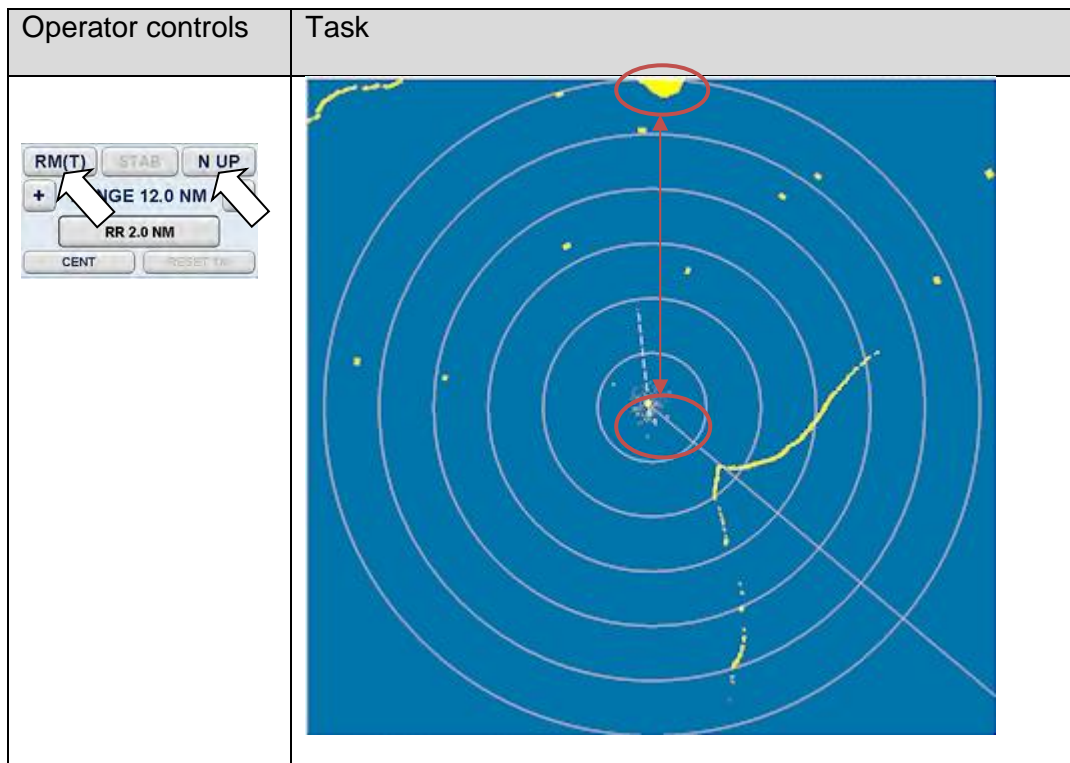 Operator controls
Task
RM(T) STAB N UP
+ NGE 12.0 NM
RR 2.0 NM
CENT